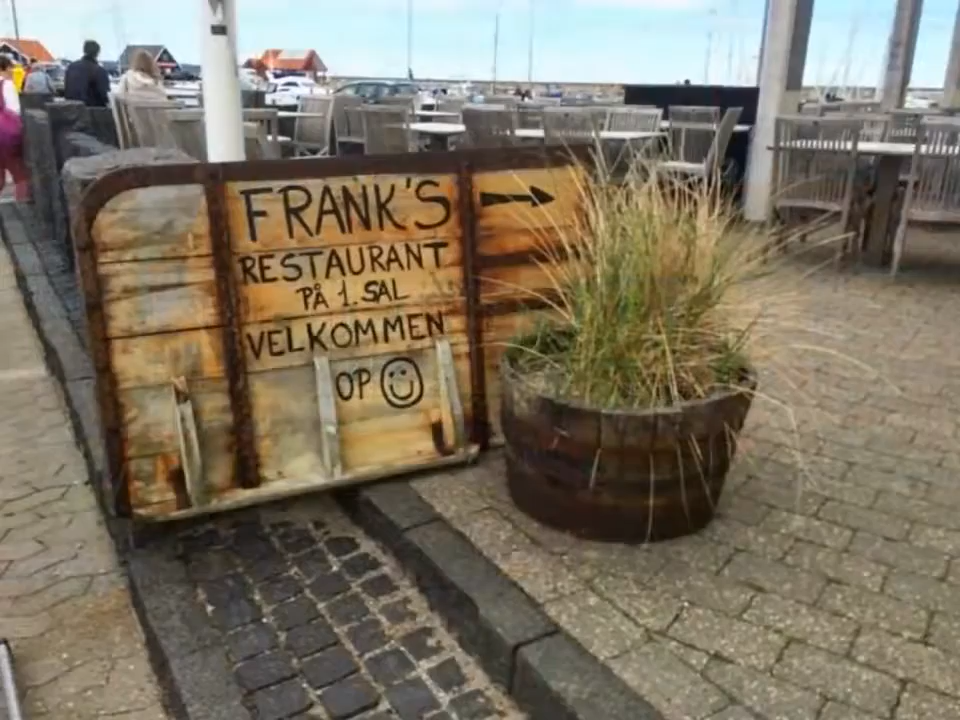 FRANK'S
RESTAURANT
PÅ 1. SAL
VELKOMMEN
OP